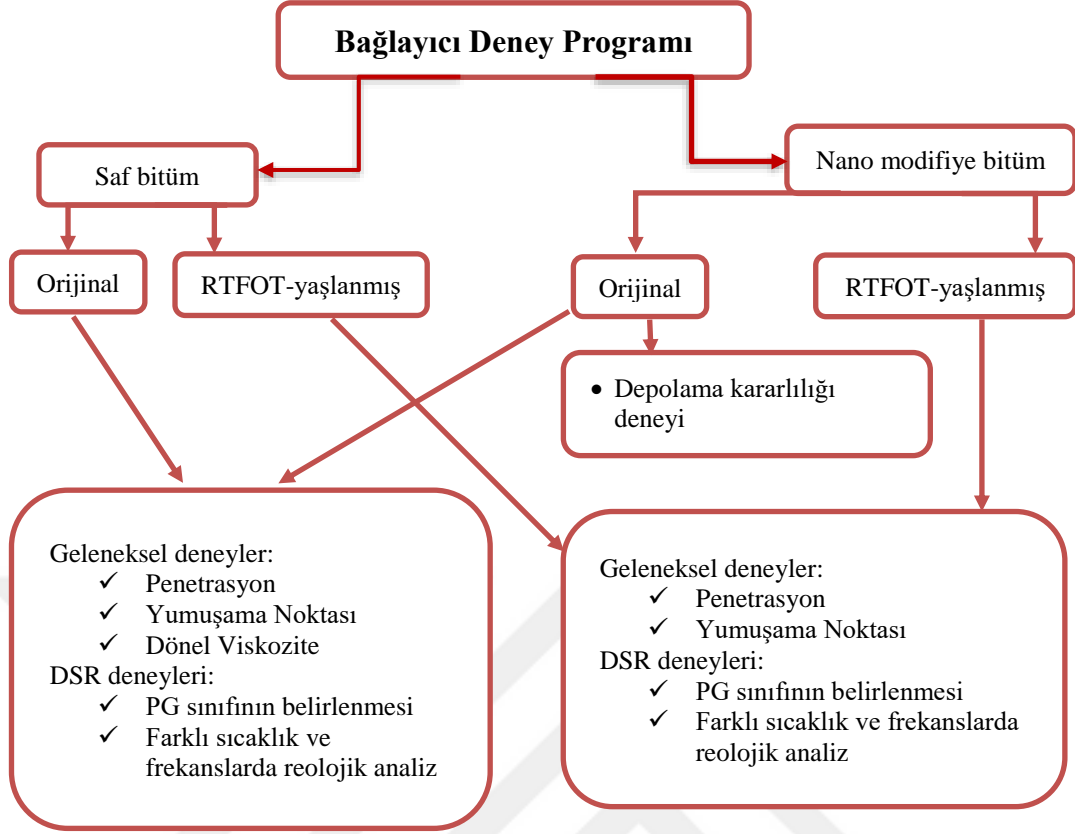 Bağlayıcı Deney Programı
Saf bitüm
Nano modifiye bitüm
Orijinal
RTFOT-yaşlanmış
Orijinal
RTFOT-yaşlanmış
• Depolama kararlılığı
deneyi
Geleneksel deneyler:
✓ Penetrasyon
✓ Yumuşama Noktası
✓ Dönel Viskozite
DSR deneyleri:
✓ PG sınıfının belirlenmesi
✓ Farklı sıcaklık ve
frekanslarda reolojik analiz
Geleneksel deneyler:
✓ Penetrasyon
✓ Yumuşama Noktası
DSR deneyleri:
✓ PG sınıfının belirlenmesi
✓ Farklı sıcaklık ve frekanslarda
reolojik analiz